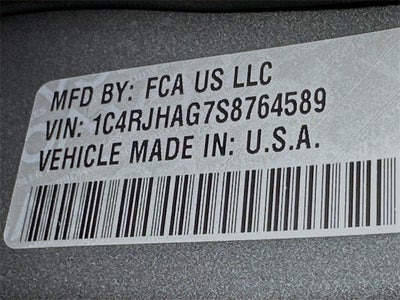 MFD BY: FCA US LLC
VIN: 1C4RJHAG7S8764589
VEHICLE MADE IN: U.S.A.